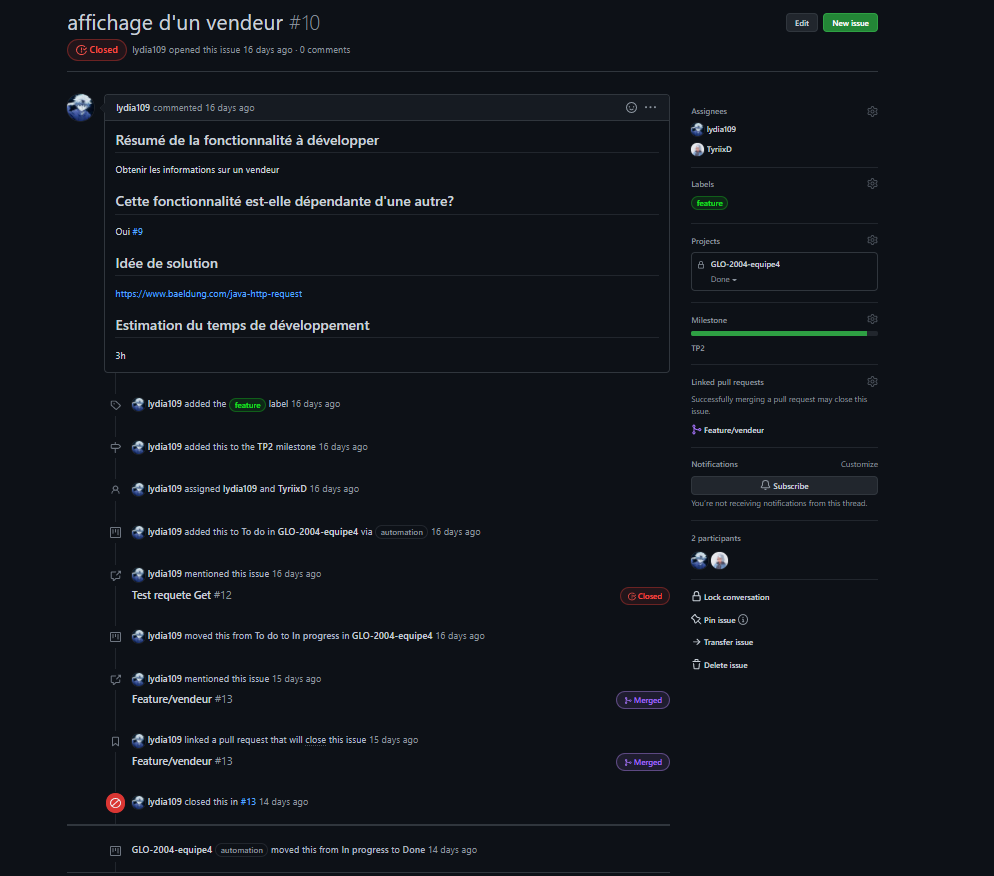 affichage d'un vendeur #10
Edit
New issue
Closed
lydia109 opened this issue 16 days ago · 0 comments
lydia109 commented 16 days ago
Résumé de la fonctionnalité à développer
Obtenir les informations sur un vendeur
Cette fonctionnalité est-elle dépendante d'une autre?
Oui #9
Idée de solution
https://www.baeldung.com/java-http-request
Estimation du temps de développement
3h
lydia109 added the feature label 16 days ago
lydia109 added this to the TP2 milestone 16 days ago
lydia109 assigned lydia109 and TyriixD 16 days ago
lydia109 added this to To do in GLO-2004-equipe4 via automation 16 days ago
lydia109 mentioned this issue 16 days ago
Test requete Get #12
Closed
lydia109 moved this from To do to In progress in GLO-2004-equipe4 16 days ago
lydia109 mentioned this issue 15 days ago
Feature/vendeur #13
Merged
lydia109 linked a pull request that will close this issue 15 days ago
Feature/vendeur #13
Merged
lydia109 closed this in #13 14 days ago
GLO-2004-equipe4 automation moved this from In progress to Done 14 days ago
Assignees
lydia109
TyriixD
Labels
feature
Projects
GLO-2004-equipe4
Done
Milestone
TP2
Linked pull requests
Successfully merging a pull request may close this
issue.
Feature/vendeur
Notifications
Customize
Subscribe
You're not receiving notifications from this thread.
2 participants
Lock conversation
Pin issue
Transfer issue
Delete issue